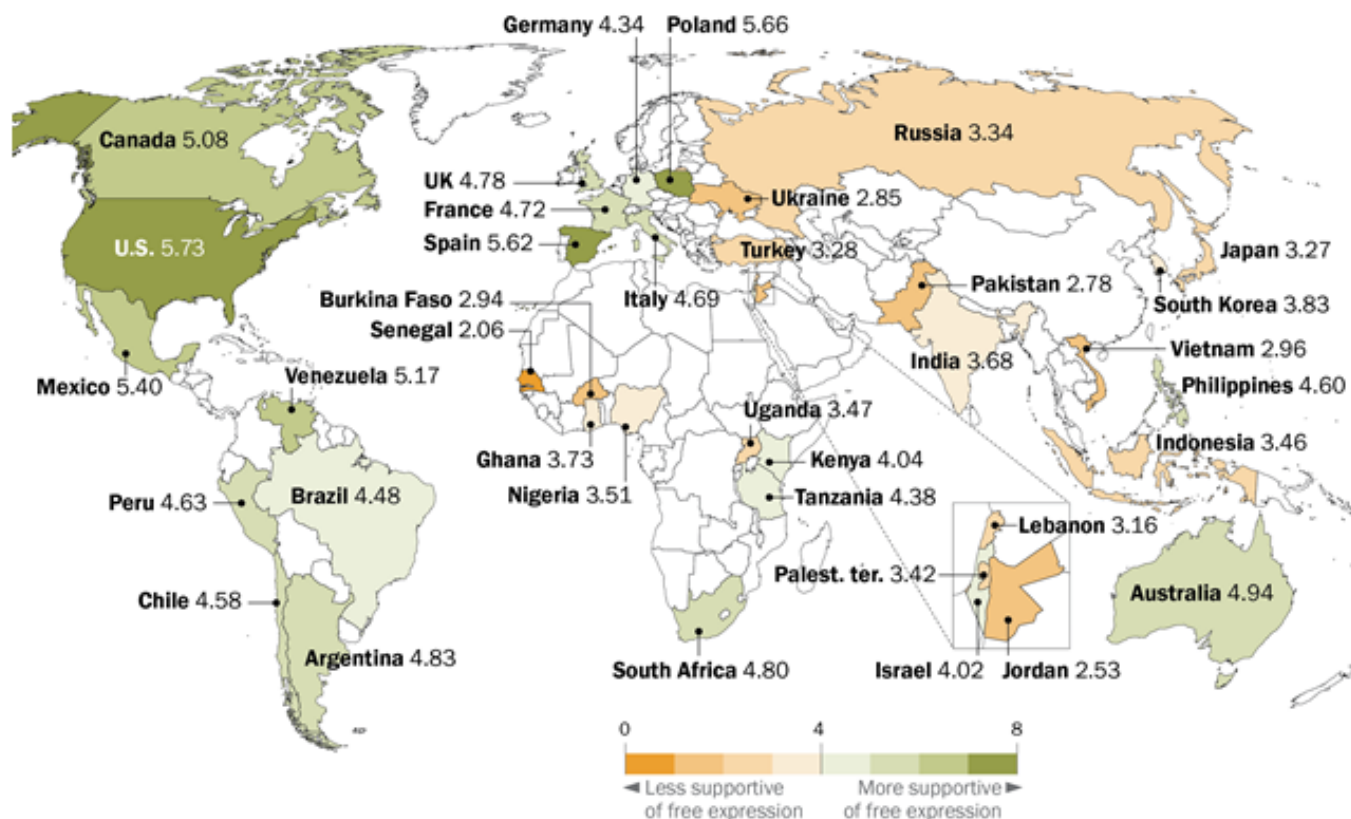 Germany 4.34
Poland 5.66
Canada 5.08
Russia 3.34
UK 4.78
Ukraine 2.85
France 4.72
U.S. 5.73
Spain 5.62
Turkey 3.28
Japan 3.27
Burkina Faso 2.94
Italy 4.69
Pakistan 2.78
South Korea 3.83
Senegal 2.06
India 3.68
Vietnam 2.96
Mexico 5.40
Venezuela 5.17
Philippines 4.60
Uganda 3.47
Indonesia 3.46
Ghana 3.73
Kenya 4.04
Nigeria 3.51
Tanzania 4.38
Peru 4.63
Brazil 4.48
Lebanon 3.16
Palest. ter. 3.42
Chile 4.58
Australia 4.94
Argentina 4.83
South Africa 4.80
Israel 4.02
Jordan 2.53
0 4 8
Less supportive
of free expression
More supportive
of free expression